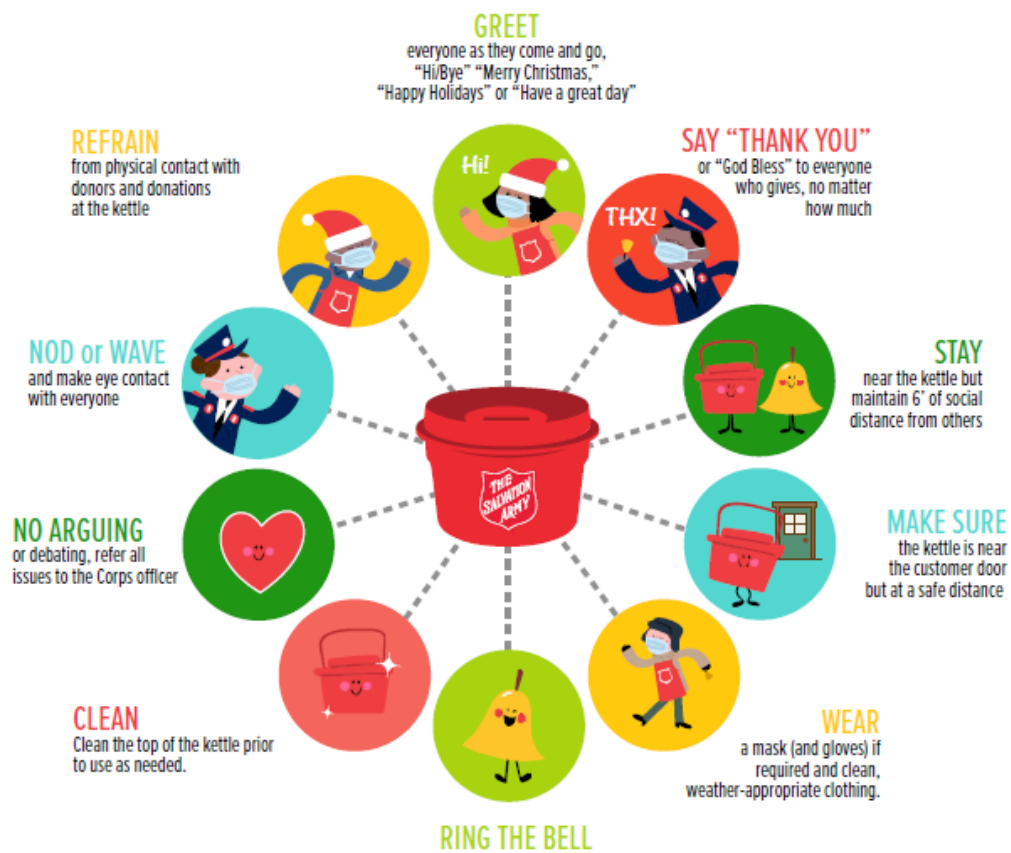 GREET
everyone as they come and go,
“Hi/Bye” “Merry Christmas,”
“Happy Holidays” or “Have a great day”
Hi!
SAY “THANK YOU”
or “God Bless” to everyone
who gives, no matter
how much
THX!
STAY
near the kettle but
maintain 6’ of social
distance from others
MAKE SURE
the kettle is near
the customer door
but at a safe distance
WEAR
a mask (and gloves) if
required and clean,
weather-appropriate clothing.
RING THE BELL
CLEAN
Clean the top of the kettle prior
to use as needed.
NO ARGUING
or debating, refer all
issues to the Corps officer
NOD or WAVE
and make eye contact
with everyone
REFRAIN
from physical contact with
donors and donations
at the kettle
THE
SALVATION
ARMY